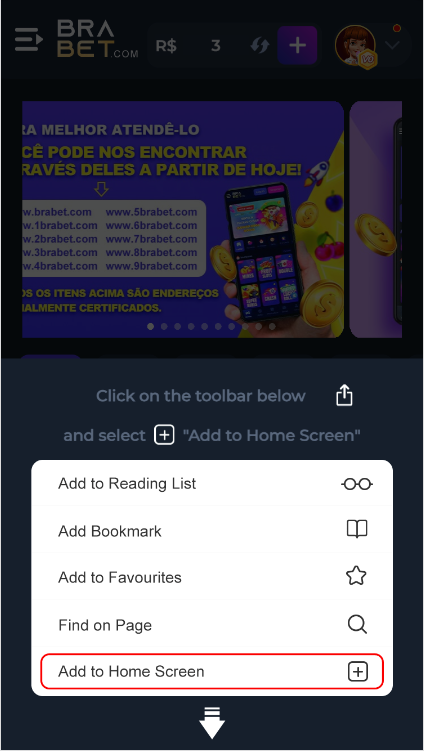 BRA
BET.COM
R$ 3
RA MELHOR ATENDÊ-LO
CÊ PODE NOS ENCONTRAR
RAVÉS DELES A PARTIR DE HOJE!
w.brabet.com www.5brabet.com
w.1brabet.com www.6brabet.com
w.2brabet.com www.7brabet.com
w.3brabet.com www.8brabet.com
w.4brabet.com www.9brabet.com
OS OS ITENS ACIMA SÃO ENDEREÇOS
IALMENTE CERTIFICADOS.
Click on the toolbar below
and select "Add to Home Screen"
Add to Reading List
Add Bookmark
Add to Favourites
Find on Page
Add to Home Screen